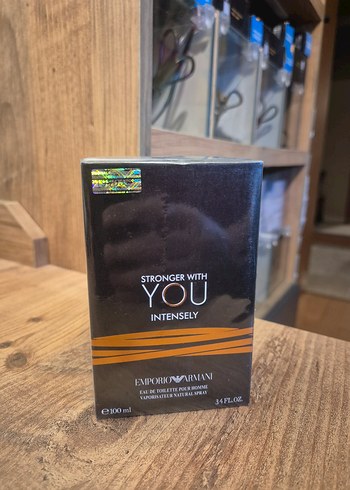 STRONGER WITH
YOU
INTENSELY
EMPORIO ARMANI
EAU DE TOILETTE POUR HOMME
VAPORISATEUR NATURAL SPRAY
e 100 ml
3.4 FL.OZ.